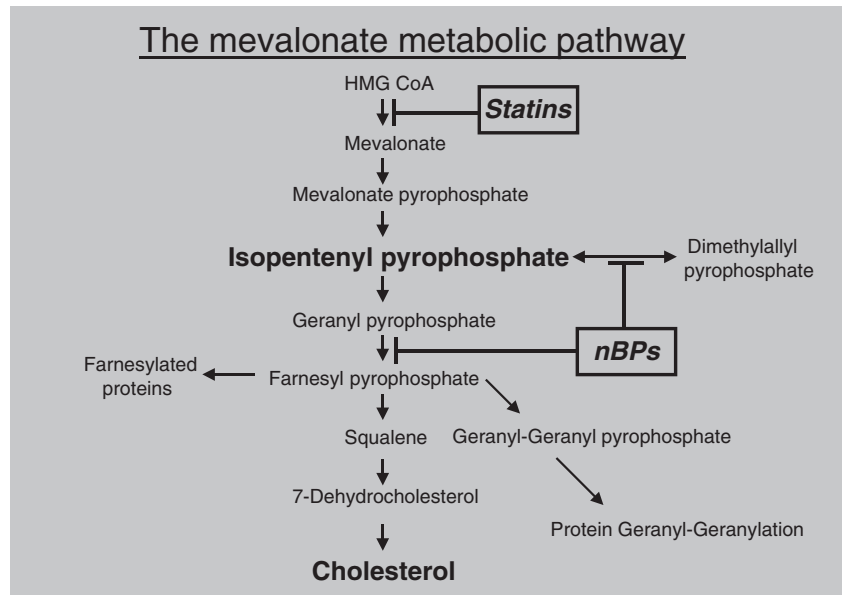 The mevalonate metabolic pathway
HMG CoA
Statins
Mevalonate
Mevalonate pyrophosphate
Isopentenyl pyrophosphate
Dimethylallyl
pyrophosphate
Geranyl pyrophosphate
nBPs
Farnesylated
proteins
Farnesyl pyrophosphate
Squalene
Geranyl-Geranyl pyrophosphate
7-Dehydrocholesterol
Protein Geranyl-Geranylation
Cholesterol